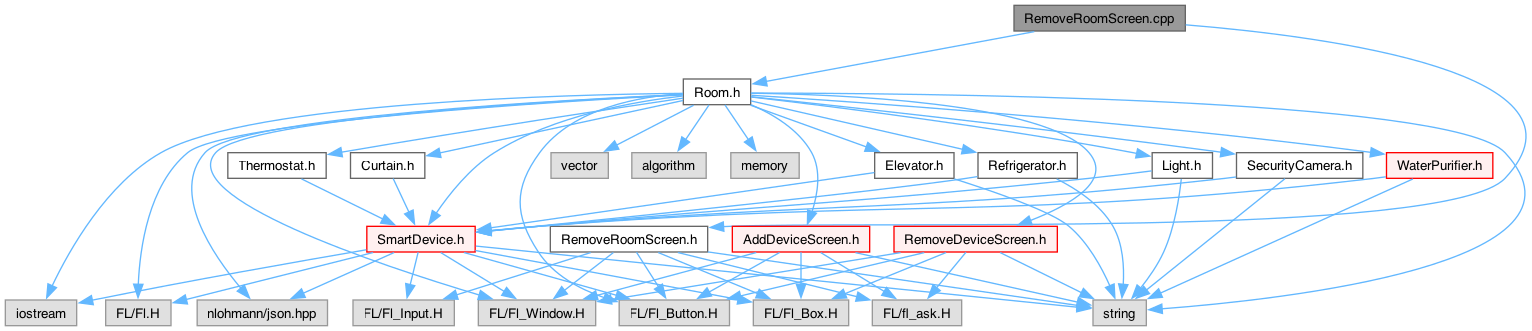 RemoveRoomScreen.cpp
Room.h
Thermostat.h
Curtain.h
vector
algorithm
memory
Elevator.h
Refrigerator.h
Light.h
SecurityCamera.h
WaterPurifier.h
SmartDevice.h
RemoveRoomScreen.h
AddDeviceScreen.h
RemoveDeviceScreen.h
iostream
FL/Fl.H
nlohmann/json.hpp
FL/Fl_Input.H
FL/Fl_Window.H
FL/Fl_Button.H
FL/Fl_Box.H
FL/fl_ask.H
string